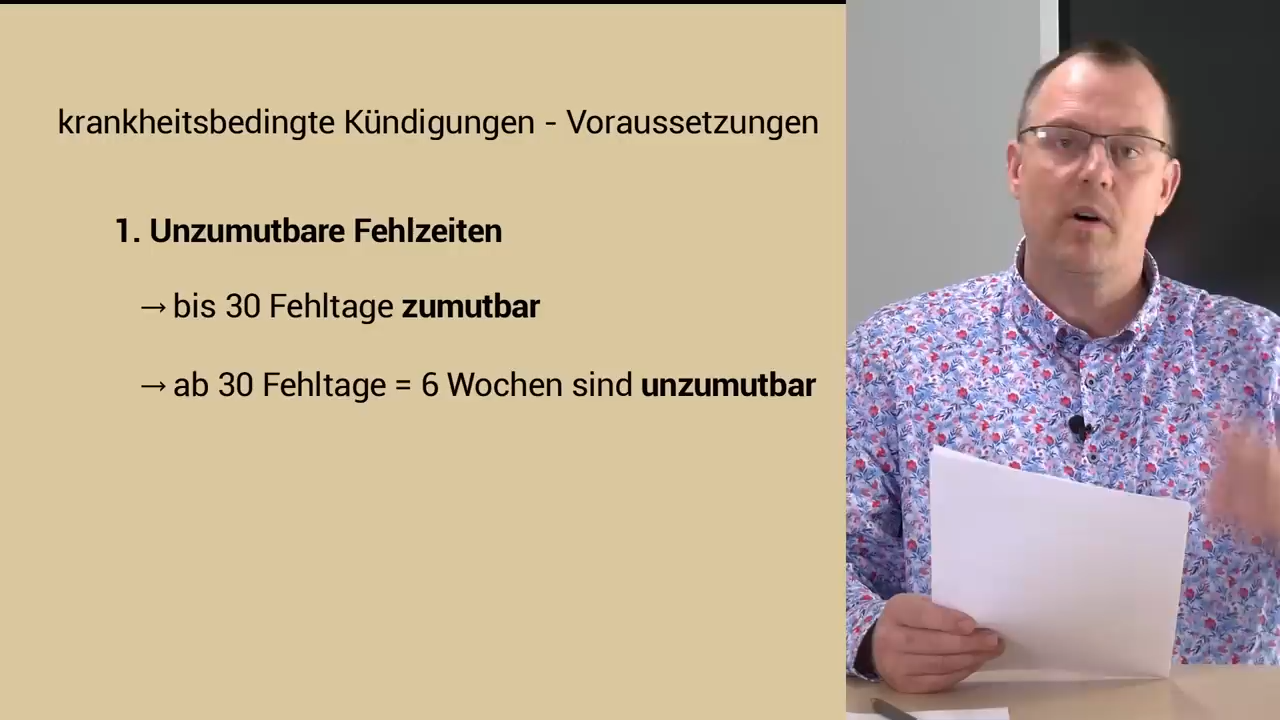 krankheitsbedingte Kündigungen - Voraussetzungen
1. Unzumutbare Fehlzeiten
→ bis 30 Fehltage zumutbar
→ ab 30 Fehltage = 6 Wochen sind unzumutbar